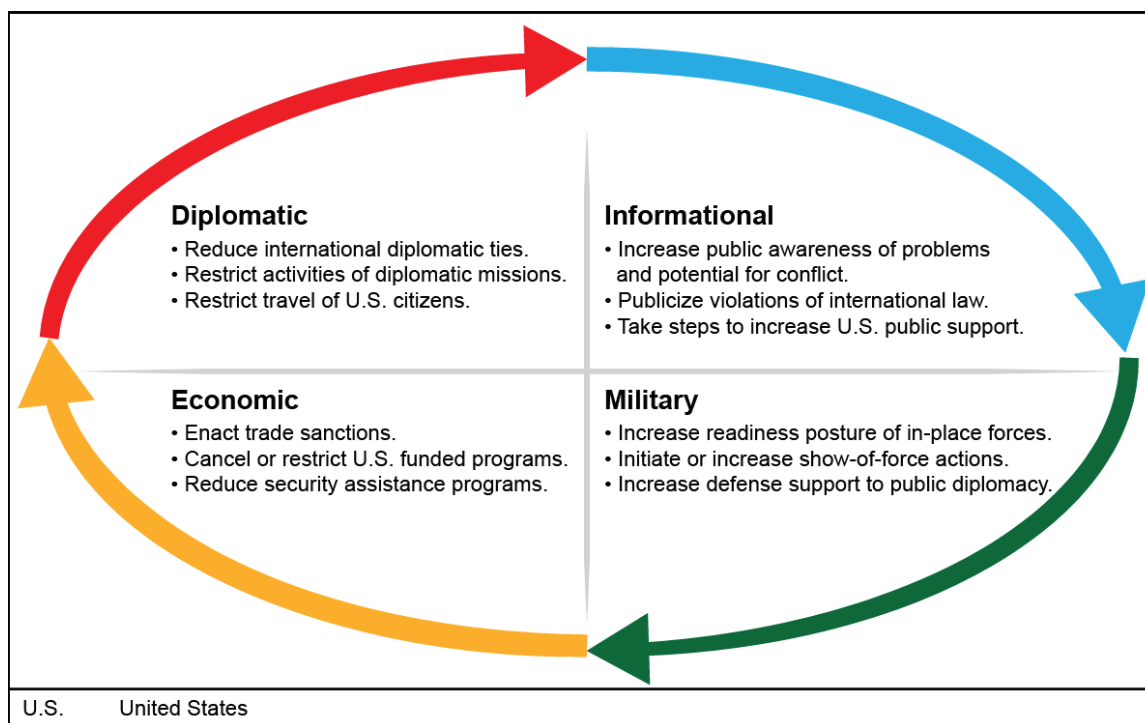 Diplomatic
• Reduce international diplomatic ties.
• Restrict activities of diplomatic missions.
• Restrict travel of U.S. citizens.
Informational
• Increase public awareness of problems
and potential for conflict.
• Publicize violations of international law.
• Take steps to increase U.S. public support.
Economic
• Enact trade sanctions.
• Cancel or restrict U.S. funded programs.
• Reduce security assistance programs.
Military
• Increase readiness posture of in-place forces.
• Initiate or increase show-of-force actions.
• Increase defense support to public diplomacy.
U.S. United States